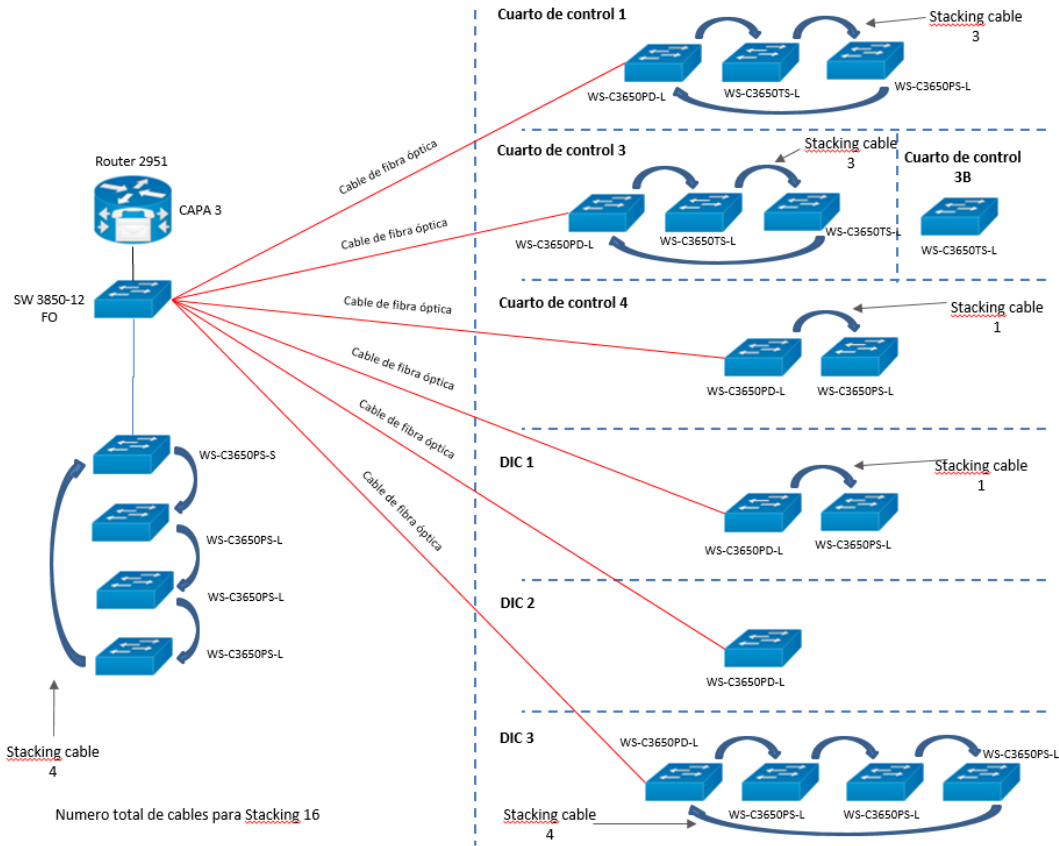 Router 2951
CAPA 3
SW 3850-12
FO
WS-C3650PS-S
WS-C3650PS-L
WS-C3650PS-L
WS-C3650PS-L
Stacking cable
4
Numero total de cables para Stacking 16
Cable de fibra óptica
Cable de fibra óptica
Cable de fibra óptica
Cable de fibra óptica
Cable de fibra óptica
Cable de fibra óptica
Cuarto de control 1
Stacking cable
3
WS-C3650PD-L
WS-C3650TS-L
WS-C3650PS-L
Cuarto de control 3
Stacking cable
3
WS-C3650PD-L
WS-C3650TS-L
WS-C3650TS-L
Cuarto de control
3B
WS-C3650TS-L
Cuarto de control 4
Stacking cable
1
WS-C3650PD-L
WS-C3650PS-L
DIC 1
Stacking cable
1
WS-C3650PD-L
WS-C3650PS-L
DIC 2
WS-C3650PD-L
DIC 3
WS-C3650PD-L
WS-C3650PS-L
WS-C3650PS-L
WS-C3650PS-L
Stacking cable
4